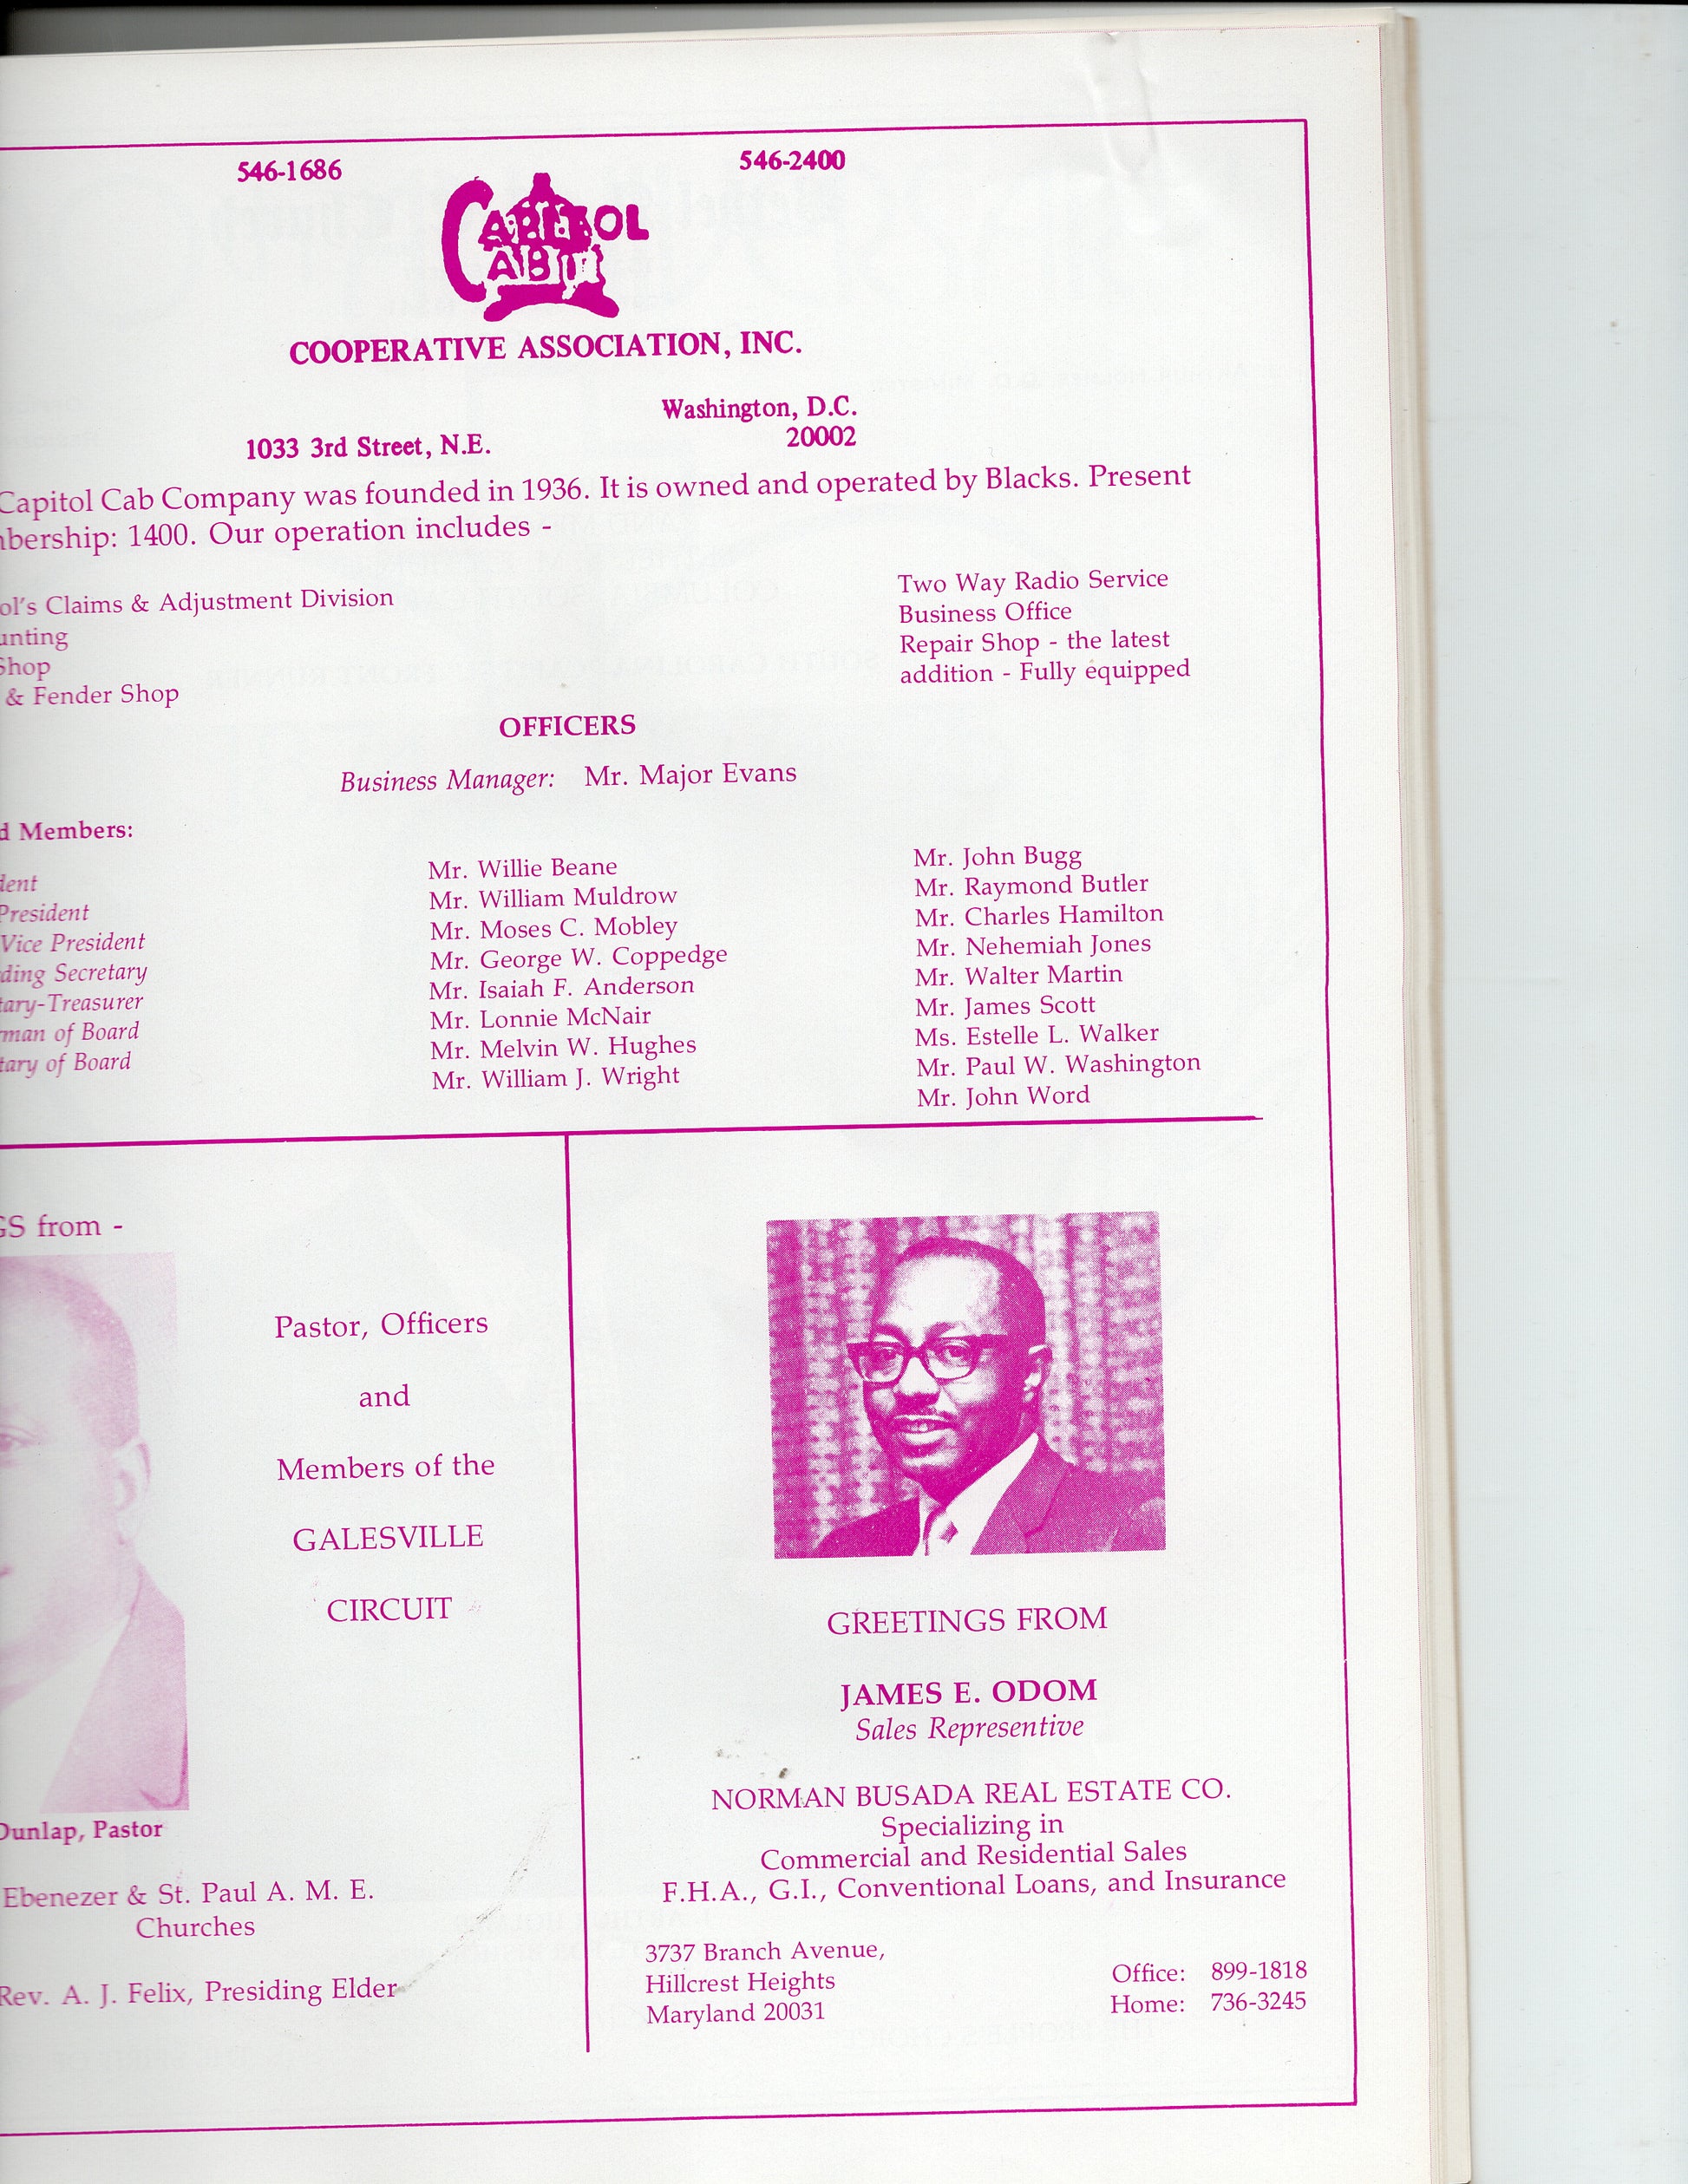 546-1686
546-2400
CAPITOL
CAB
COOPERATIVE ASSOCIATION, INC.
Washington, D.C.
1033 3rd Street, N.E.
20002
Capitol Cab Company was founded in 1936. It is owned and operated by Blacks. Present
bership: 1400. Our operation includes -
ol's Claims & Adjustment Division
unting
Shop
& Fender Shop
Two Way Radio Service
Business Office
Repair Shop - the latest
addition - Fully equipped
OFFICERS
Business Manager: Mr. Major Evans
d Members:
dent
President
Vice President
ding Secretary
tary-Treasurer
rman of Board
tary of Board
Mr. Willie Beane
Mr. William Muldrow
Mr. Moses C. Mobley
Mr. George W. Coppedge
Mr. Isaiah F. Anderson
Mr. Lonnie McNair
Mr. Melvin W. Hughes
Mr. William J. Wright
Mr. John Bugg
Mr. Raymond Butler
Mr. Charles Hamilton
Mr. Nehemiah Jones
Mr. Walter Martin
Mr. James Scott
Ms. Estelle L. Walker
Mr. Paul W. Washington
Mr. John Word
GS from -
Pastor, Officers
and
Members of the
GALESVILLE
CIRCUIT
Dunlap, Pastor
Ebenezer & St. Paul A. M. E.
Churches
Rev. A. J. Felix, Presiding Elder
GREETINGS FROM
JAMES E. ODOM
Sales Representive
NORMAN BUSADA REAL ESTATE CO.
Specializing in
Commercial and Residential Sales
F.H.A., G.I., Conventional Loans, and Insurance
3737 Branch Avenue,
Hillcrest Heights
Maryland 20031
Office: 899-1818
Home: 736-3245